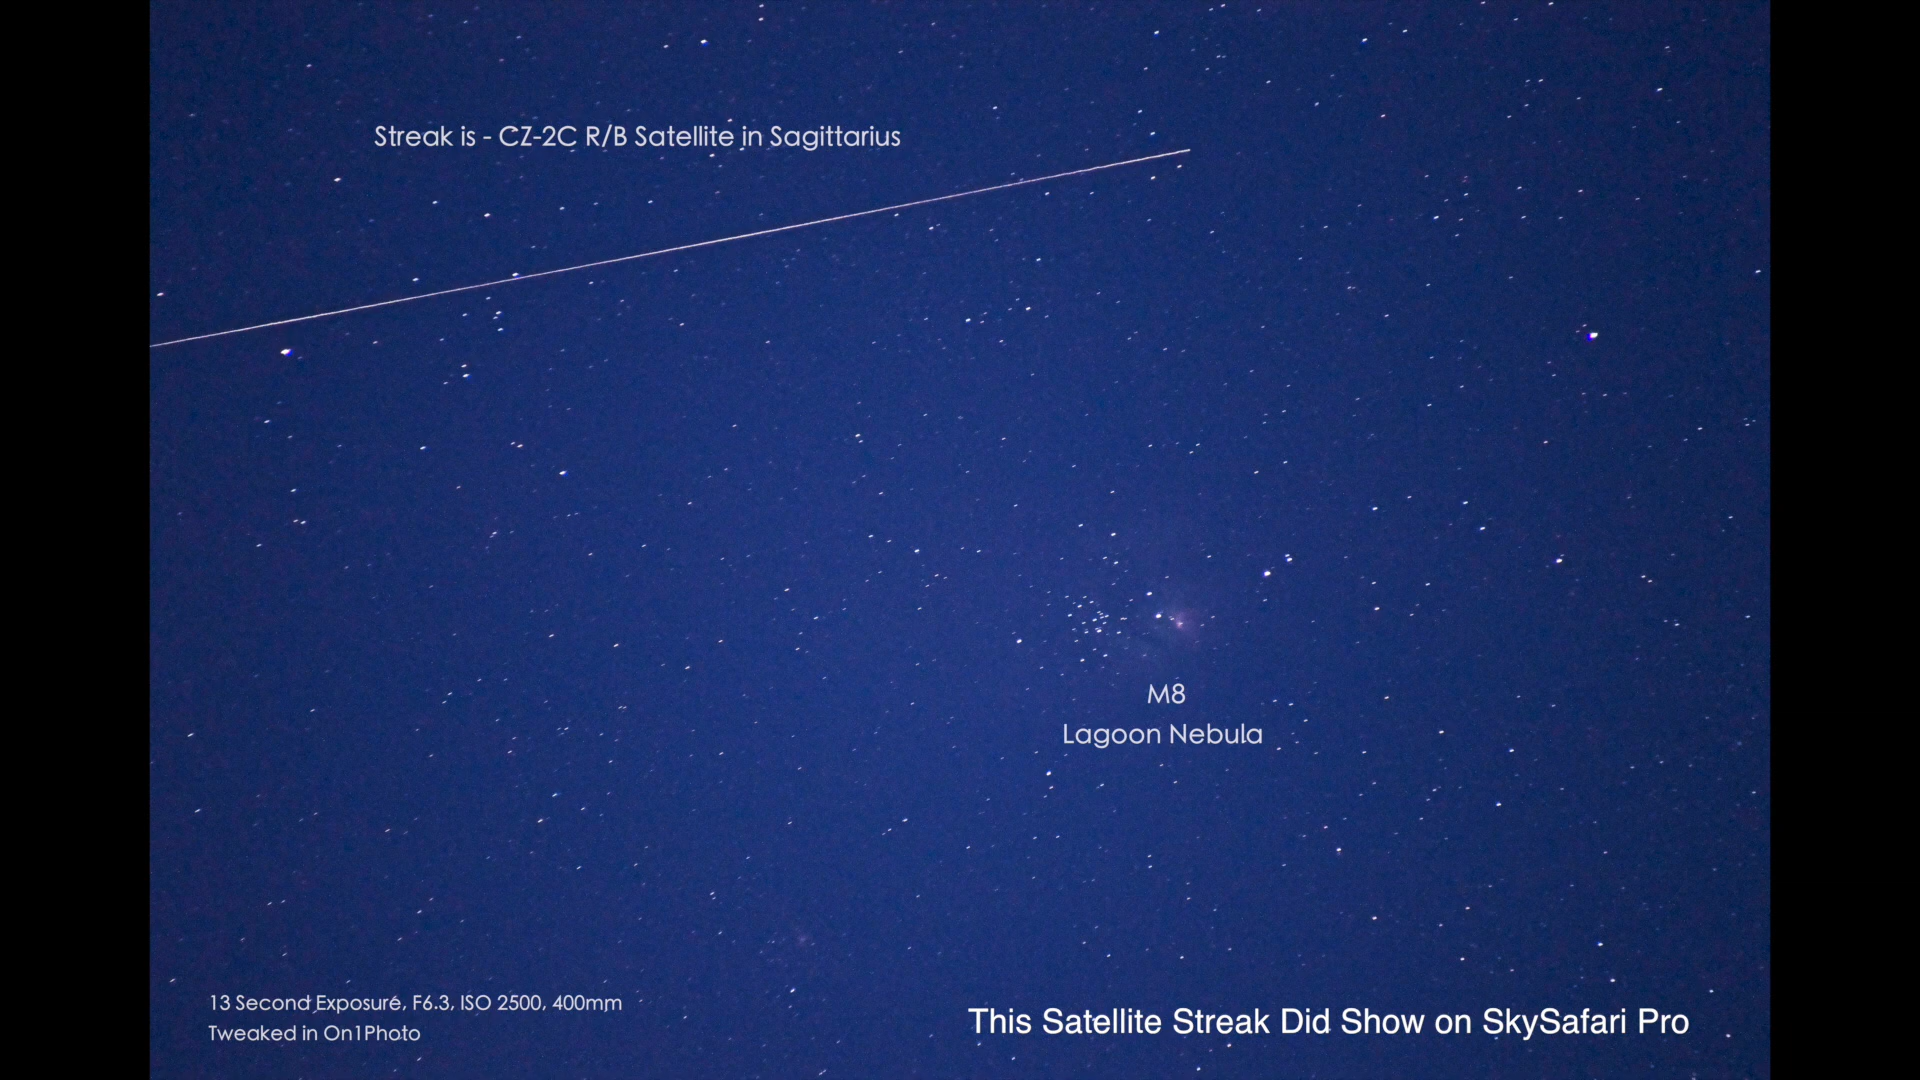 Streak is - CZ-2C R/B Satellite in Sagittarius
M8
Lagoon Nebula
13 Second Exposure, F6.3, ISO 2500, 400mm
Tweaked in On1Photo
This Satellite Streak Did Show on SkySafari Pro